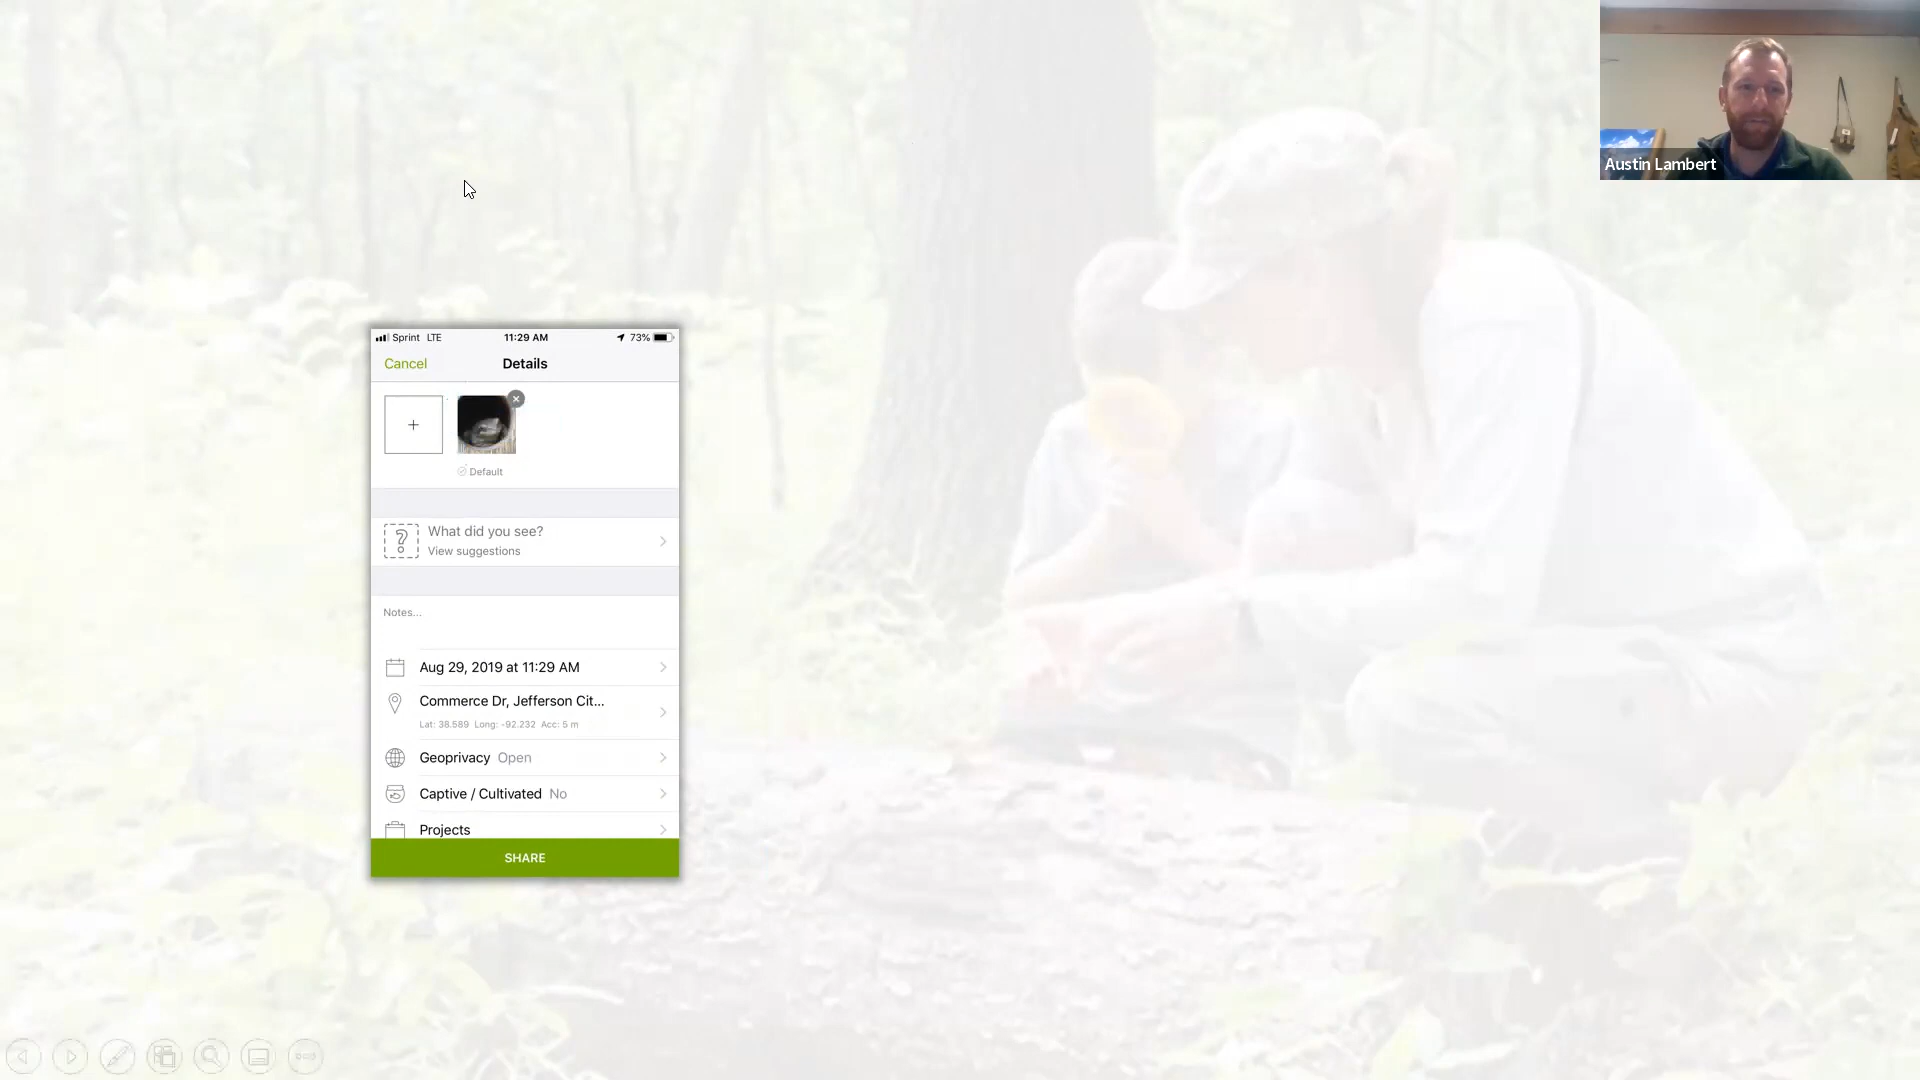 Austin Lambert
Sprint LTE 11:29 AM 73%
Cancel Details
Default
What did you see?
View suggestions
Notes...
Aug 29, 2019 at 11:29 AM
Commerce Dr, Jefferson Cit...
Lat: 38.589 Long: -92.232 Acc: 5 m
Geoprivacy Open
Captive / Cultivated No
Projects
SHARE